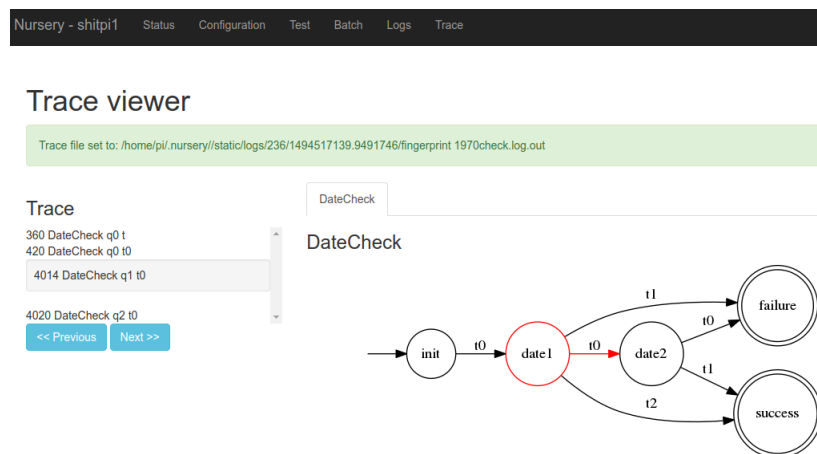 Nursery - shitpi1 Status Configuration Test Batch Logs Trace
Trace viewer
Trace file set to: /home/pi/.nursery//static/logs/236/1494517139.9491746/fingerprint 1970check.log.out
Trace
360 DateCheck q0 t
420 DateCheck q0 t0
4014 DateCheck q1 t0
4020 DateCheck q2 t0
<< Previous Next >>
DateCheck
DateCheck
t1
failure
t0
init
t0
date1
t0
date2
t1
t2
success